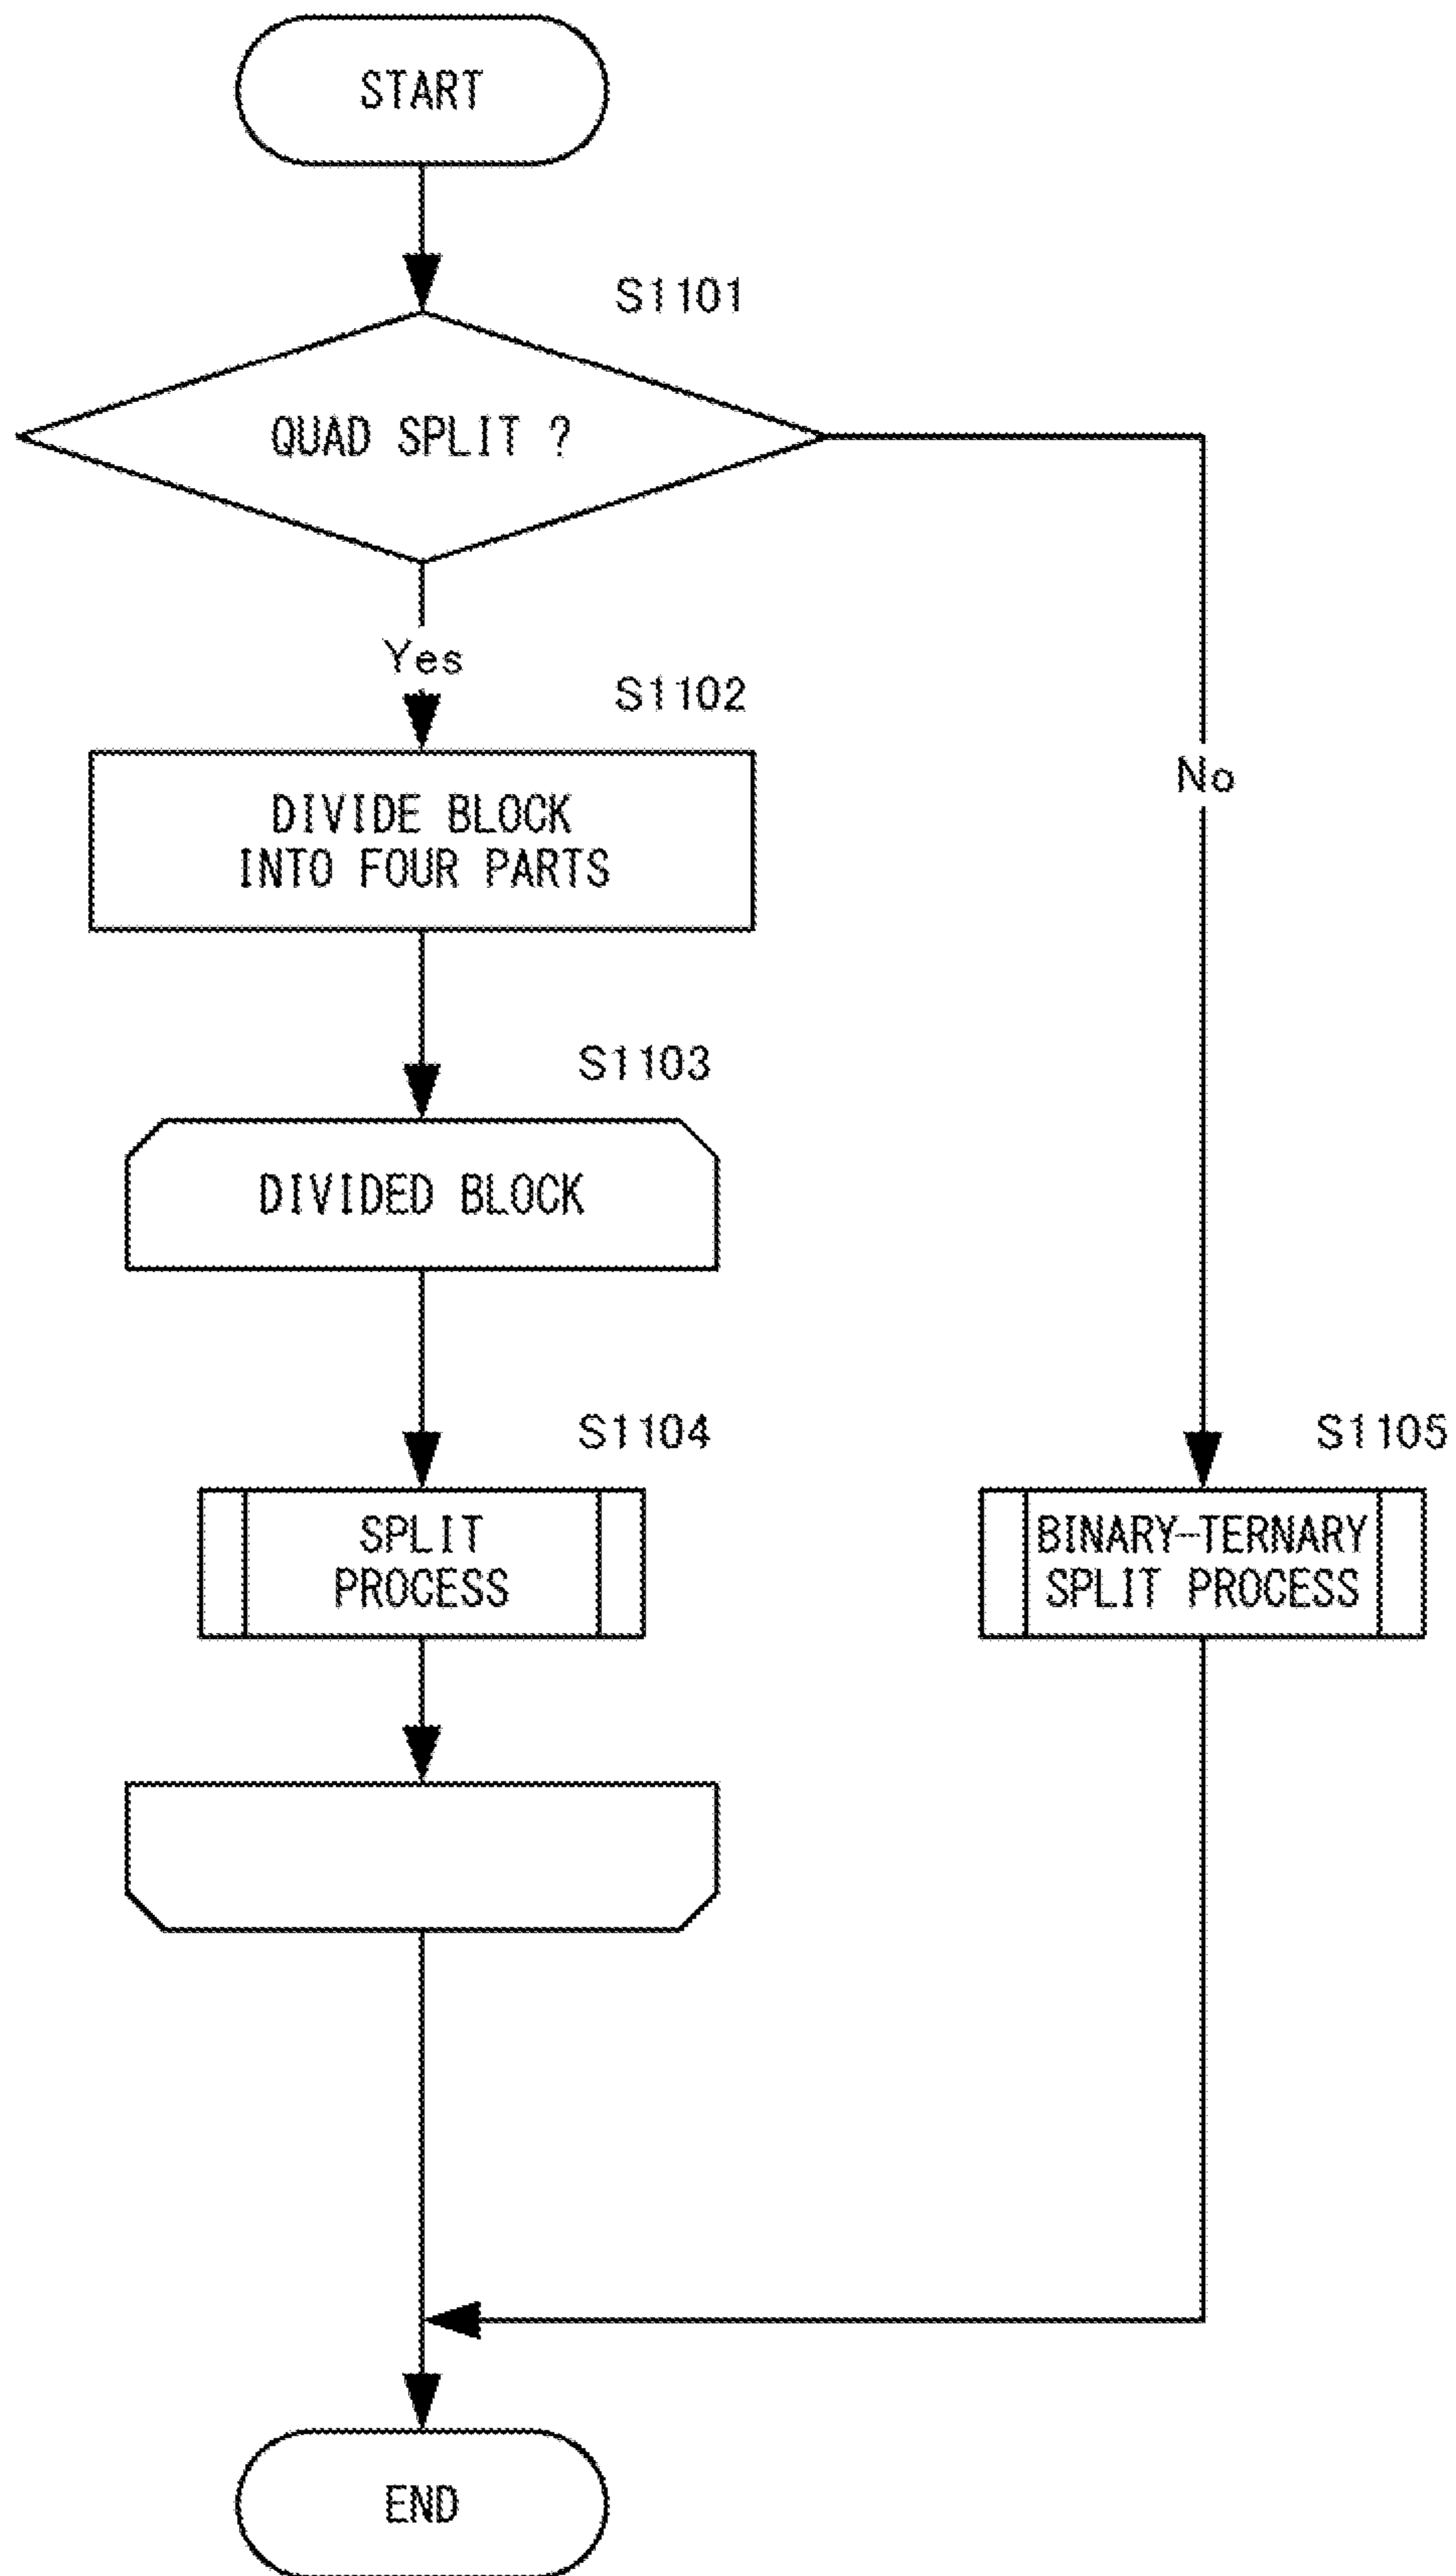 START
S1101
QUAD SPLIT ?
Yes
No
S1102
DIVIDE BLOCK
INTO FOUR PARTS
S1103
DIVIDED BLOCK
S1104
SPLIT
PROCESS
S1105
BINARY-TERNARY
SPLIT PROCESS
END